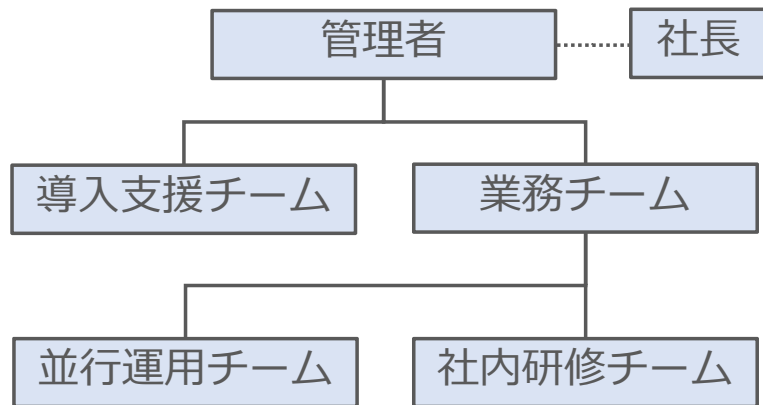 管理者
社長
導入支援チーム
業務チーム
並行運用チーム
社内研修チーム